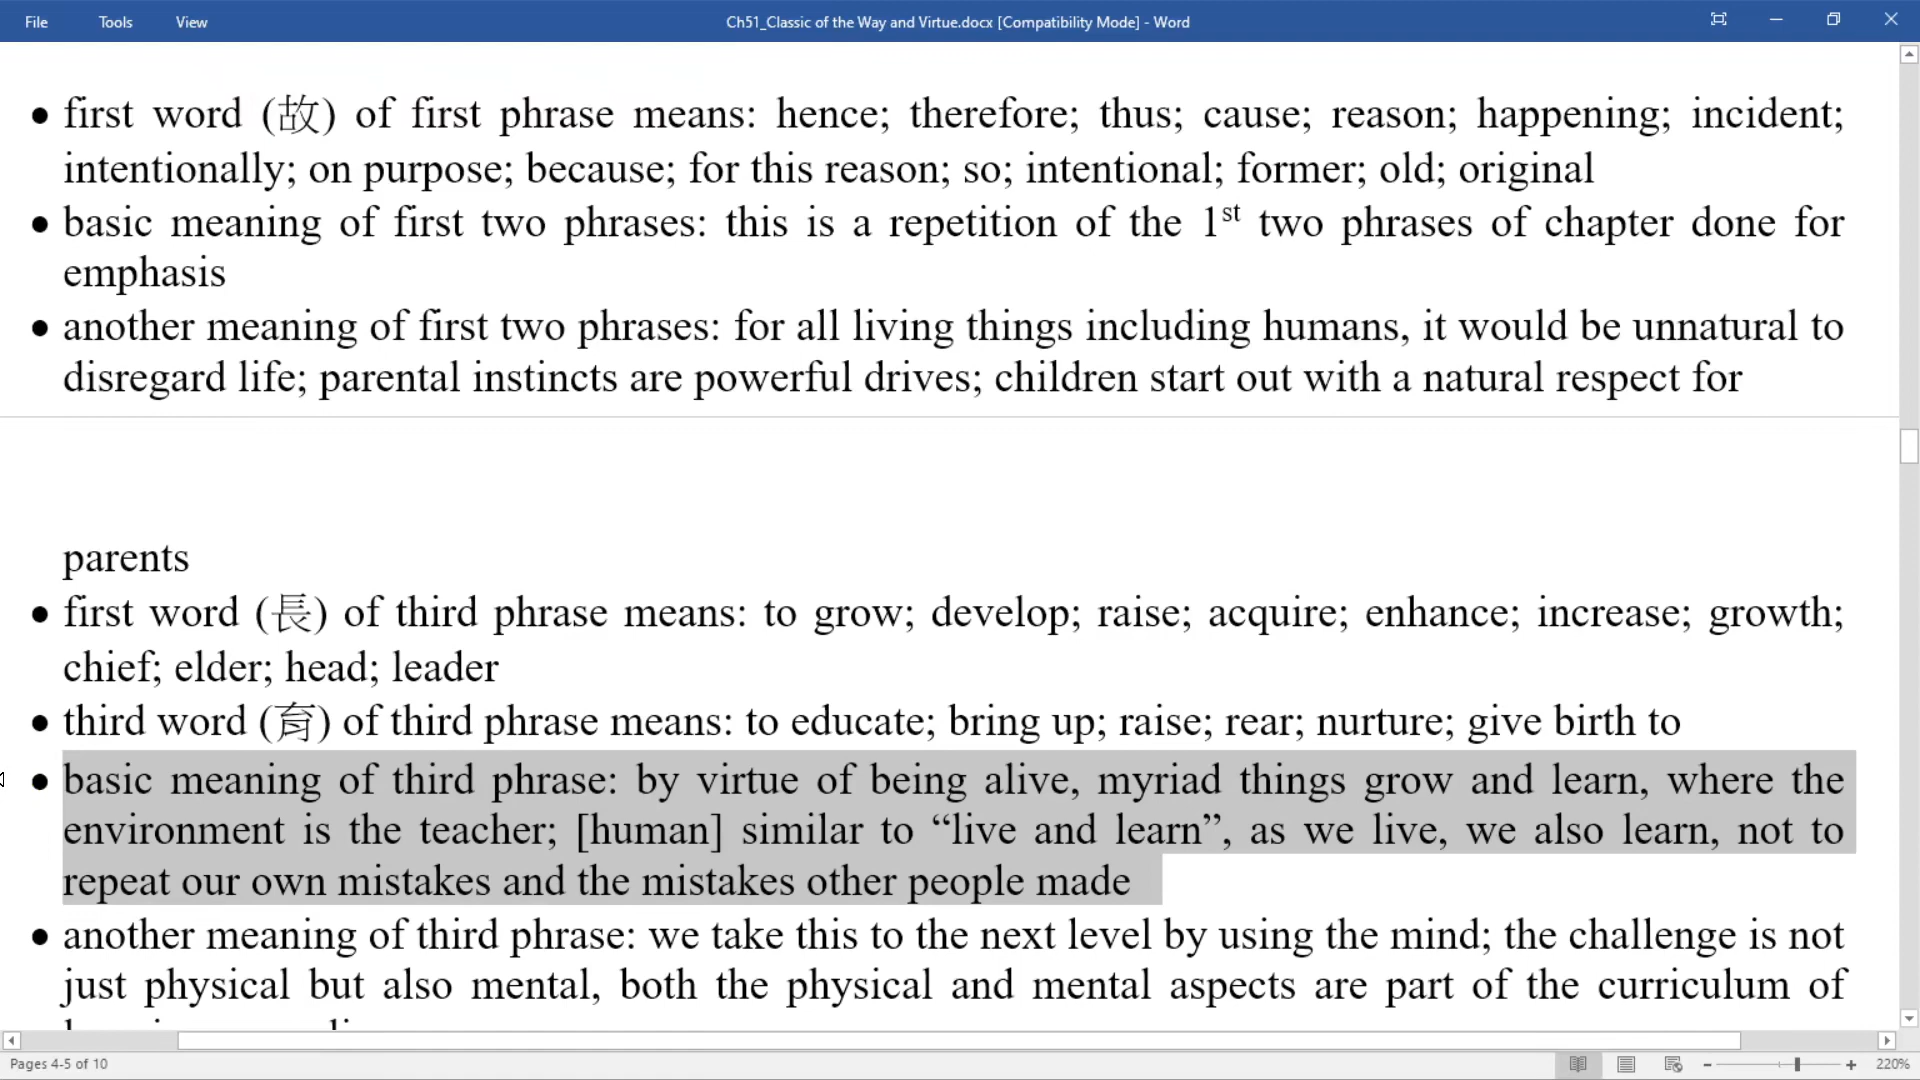 File Tools View Ch51_Classic of the Way and Virtue.docx [Compatibility Mode] - Word
● first word (故) of first phrase means: hence; therefore; thus; cause; reason; happening; incident;
intentionally; on purpose; because; for this reason; so; intentional; former; old; original
● basic meaning of first two phrases: this is a repetition of the 1st two phrases of chapter done for
emphasis
● another meaning of first two phrases: for all living things including humans, it would be unnatural to
disregard life; parental instincts are powerful drives; children start out with a natural respect for
parents
● first word (長) of third phrase means: to grow; develop; raise; acquire; enhance; increase; growth;
chief; elder; head; leader
● third word (育) of third phrase means: to educate; bring up; raise; rear; nurture; give birth to
● basic meaning of third phrase: by virtue of being alive, myriad things grow and learn, where the
environment is the teacher; [human] similar to “live and learn”, as we live, we also learn, not to
repeat our own mistakes and the mistakes other people made
● another meaning of third phrase: we take this to the next level by using the mind; the challenge is not
just physical but also mental, both the physical and mental aspects are part of the curriculum of
Pages 4-5 of 10 220%